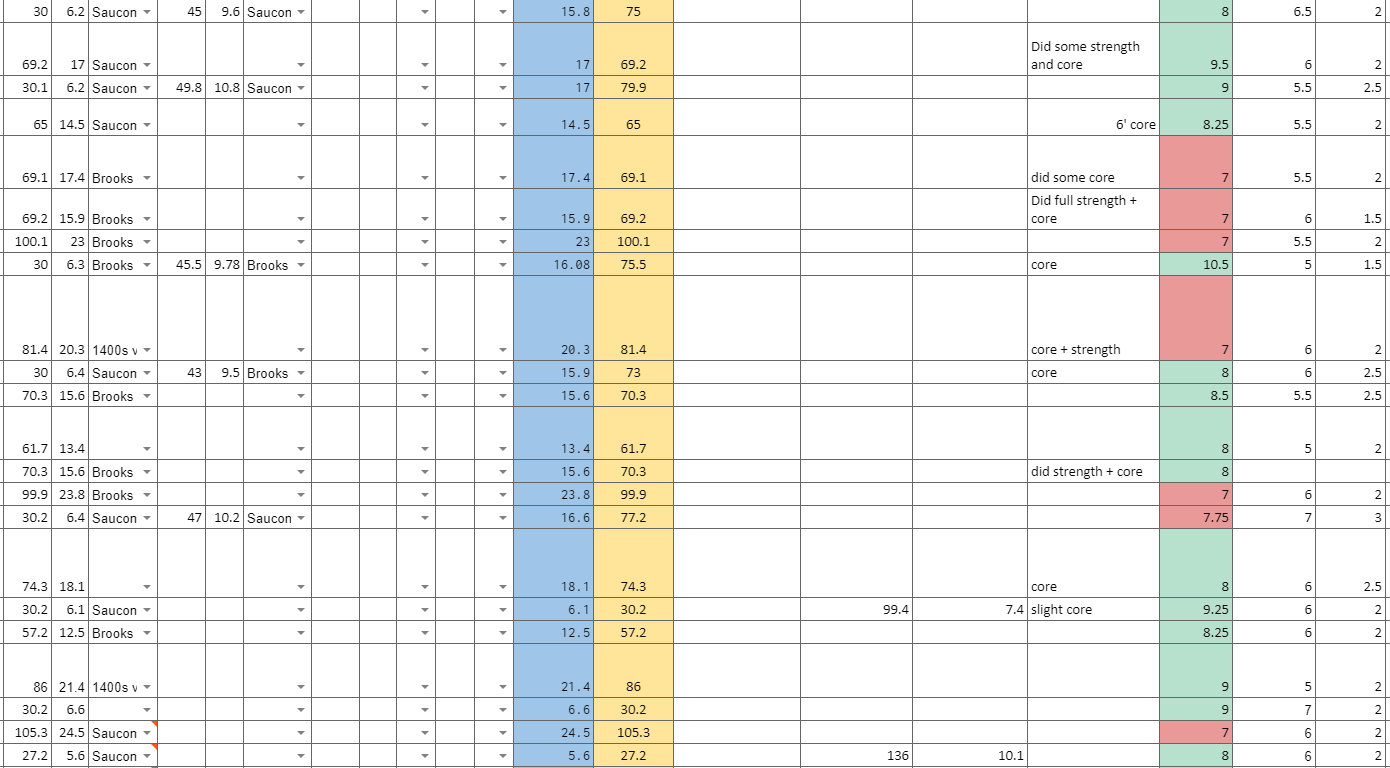 30 6.2 Saucon 45 9.6 Saucon 15.8 75 8 6.5 2
Did some strength
69.2 17 Saucon 17 69.2 and core 9.5 6 2
30.1 6.2 Saucon 49.8 10.8 Saucon 17 79.9 9 5.5 2.5
65 14.5 Saucon 14.5 65 6' core 8.25 5.5 2
69.1 17.4 Brooks 17.4 69.1 did some core 7 5.5 2
Did full strength +
69.2 15.9 Brooks 15.9 69.2 core 7 6 1.5
100.1 23 Brooks 23 100.1 7 5.5 2
30 6.3 Brooks 45.5 9.78 Brooks 16.08 75.5 core 10.5 5 1.5
81.4 20.3 1400s v 20.3 81.4 core + strength 7 6 2
30 6.4 Saucon 43 9.5 Brooks 15.9 73 core 8 6 2.5
70.3 15.6 Brooks 15.6 70.3 8.5 5.5 2.5
61.7 13.4 13.4 61.7 8 5 2
70.3 15.6 Brooks 15.6 70.3 did strength + core 8
99.9 23.8 Brooks 23.8 99.9 7 6 2
30.2 6.4 Saucon 47 10.2 Saucon 16.6 77.2 7.75 7 3
74.3 18.1 18.1 74.3 core 8 6 2.5
30.2 6.1 Saucon 6.1 30.2 99.4 7.4 slight core 9.25 6 2
57.2 12.5 Brooks 12.5 57.2 8.25 6 2
86 21.4 1400s v 21.4 86 9 5 2
30.2 6.6 6.6 30.2 9 7 2
105.3 24.5 Saucon 24.5 105.3 7 6 2
27.2 5.6 Saucon 5.6 27.2 136 10.1 8 6 2